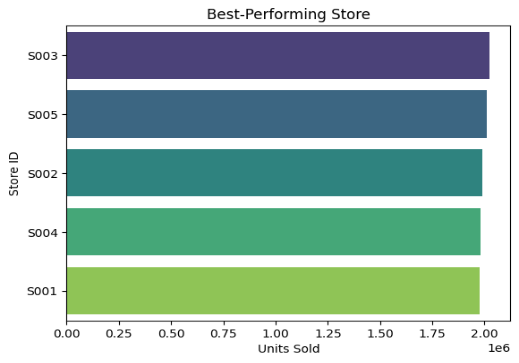 Best-Performing Store
Store ID
S003
S005
S002
S004
S001
0.00 0.25 0.50 0.75 1.00 1.25 1.50 1.75 2.00
1e6
Units Sold